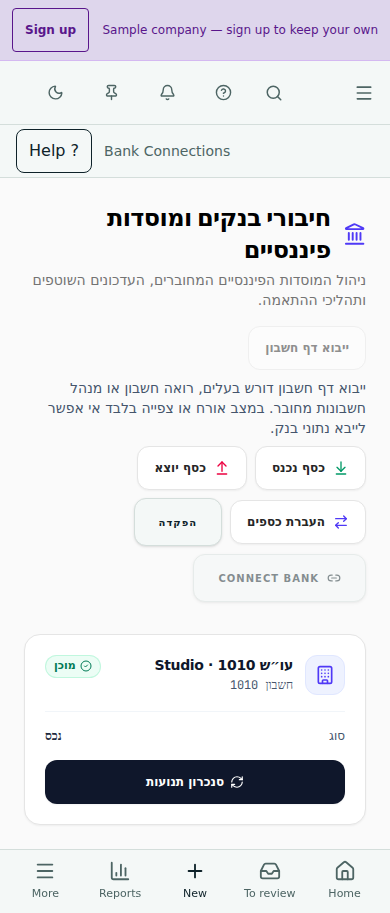 Sample company — sign up to keep your own
Sign up
Help ?
Bank Connections
חיבורי בנקים ומוסדות
פיננסיים
ניהול המוסדות הפיננסיים המחוברים, העדכונים השוטפים
ותהליכי ההתאמה.
ייבוא דף חשבון
ייבוא דף חשבון דורש בעלים, רואה חשבון או מנהל
חשבונות מחובר. במצב אורח או צפייה בלבד אי אפשר
לייבא נתוני בנק.
כסף נכנס
כסף יוצא
העברת כספים
הפקדה
CONNECT BANK
עו״ש 1010 · Studio
חשבון 1010
מוכן
סוג
נכס
סנכרון תנועות
Home
To review
New
Reports
More